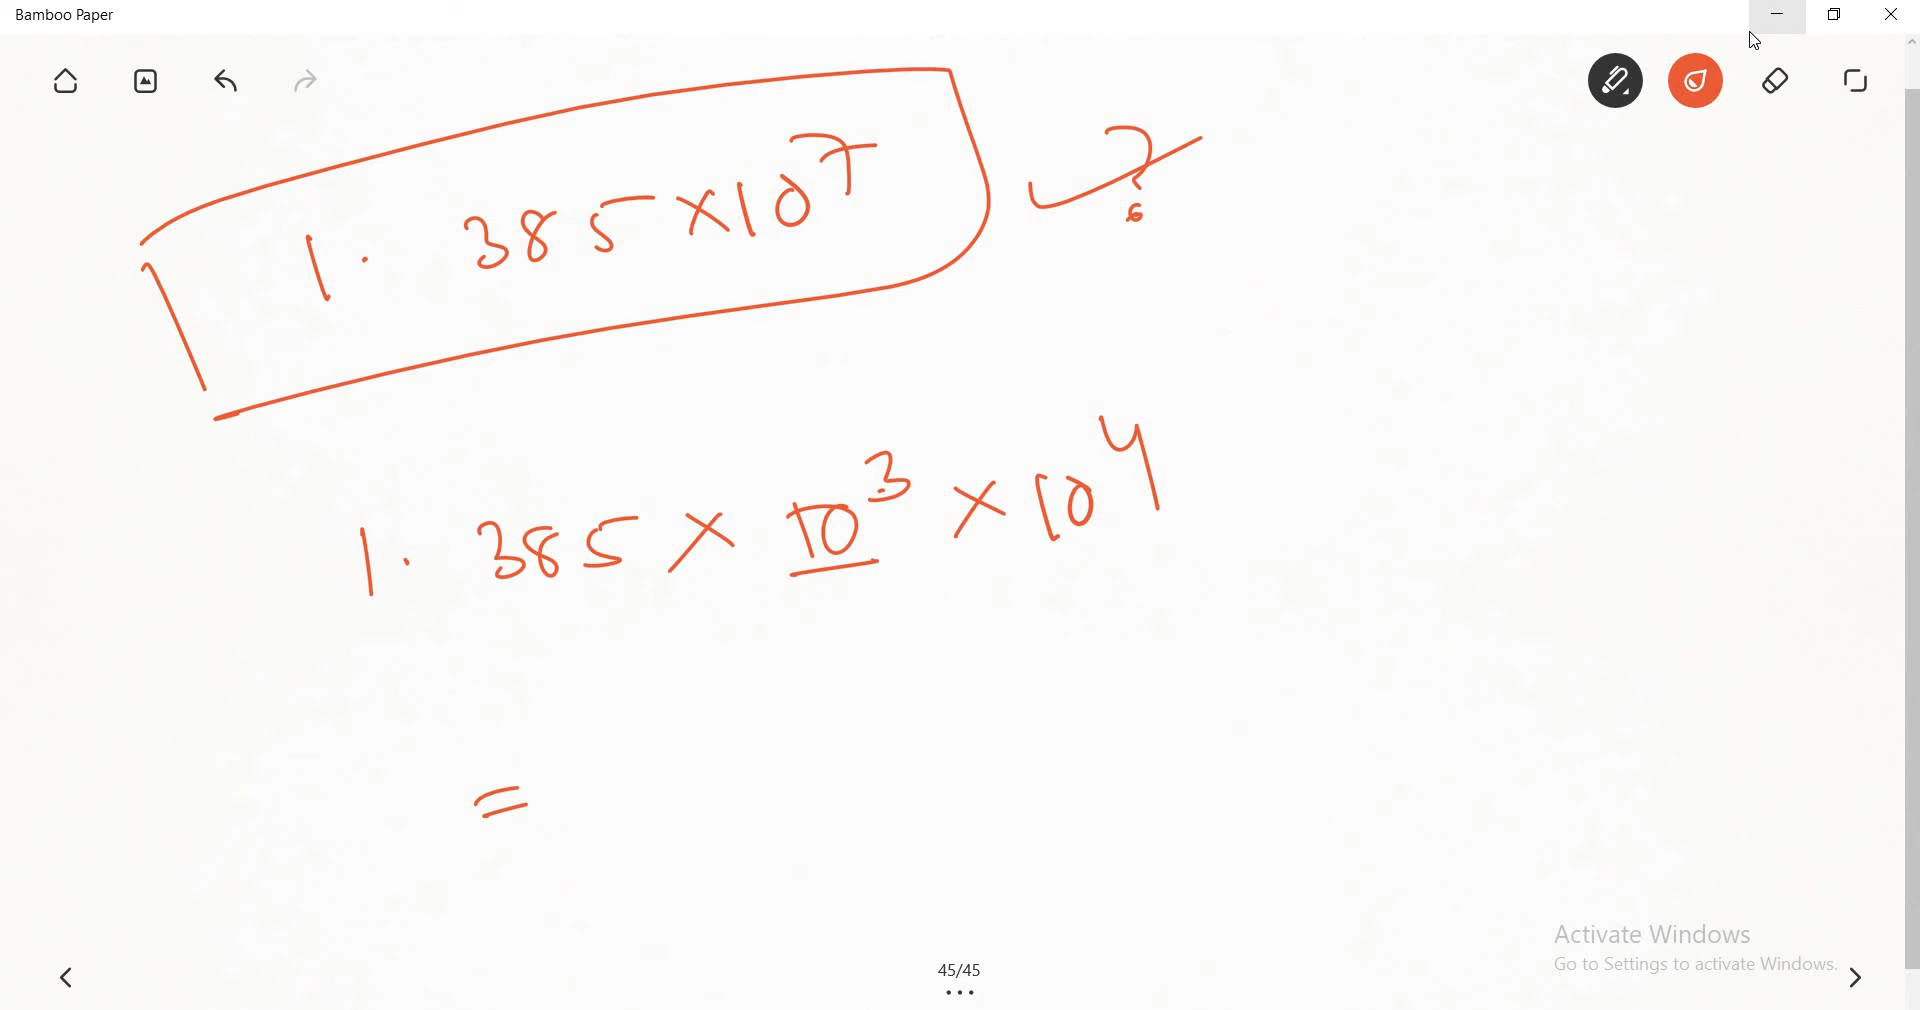 Bamboo Paper
1. 385 × 10⁷ ?
1. 385 × 10³ × 10⁴
=
Activate Windows
Go to Settings to activate Windows.
45/45